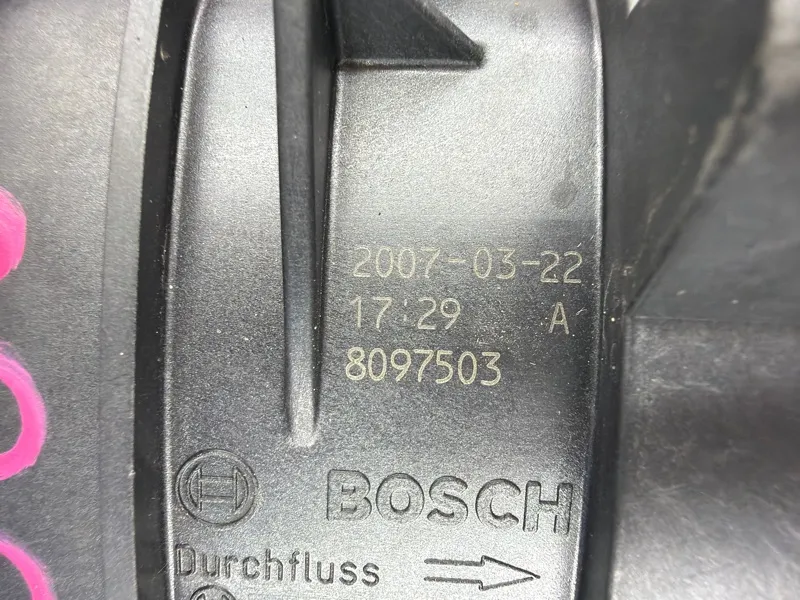 2007-03-22
17:29 A
8097503
BOSCH
Durchfluss